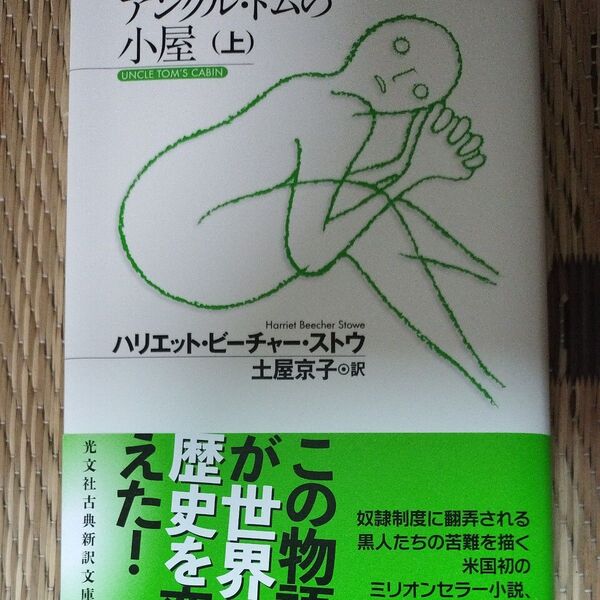 アンクル・トムの
小屋（上）
UNCLE TOM'S CABIN
Harriet Beecher Stowe
ハリエット・ビーチャー・ストウ
土屋京子◎訳
この物語
が世界
歴史を変
えた！
奴隷制度に翻弄される
黒人たちの苦難を描く
米国初の
ミリオンセラー小説、
光文社古典新訳文庫